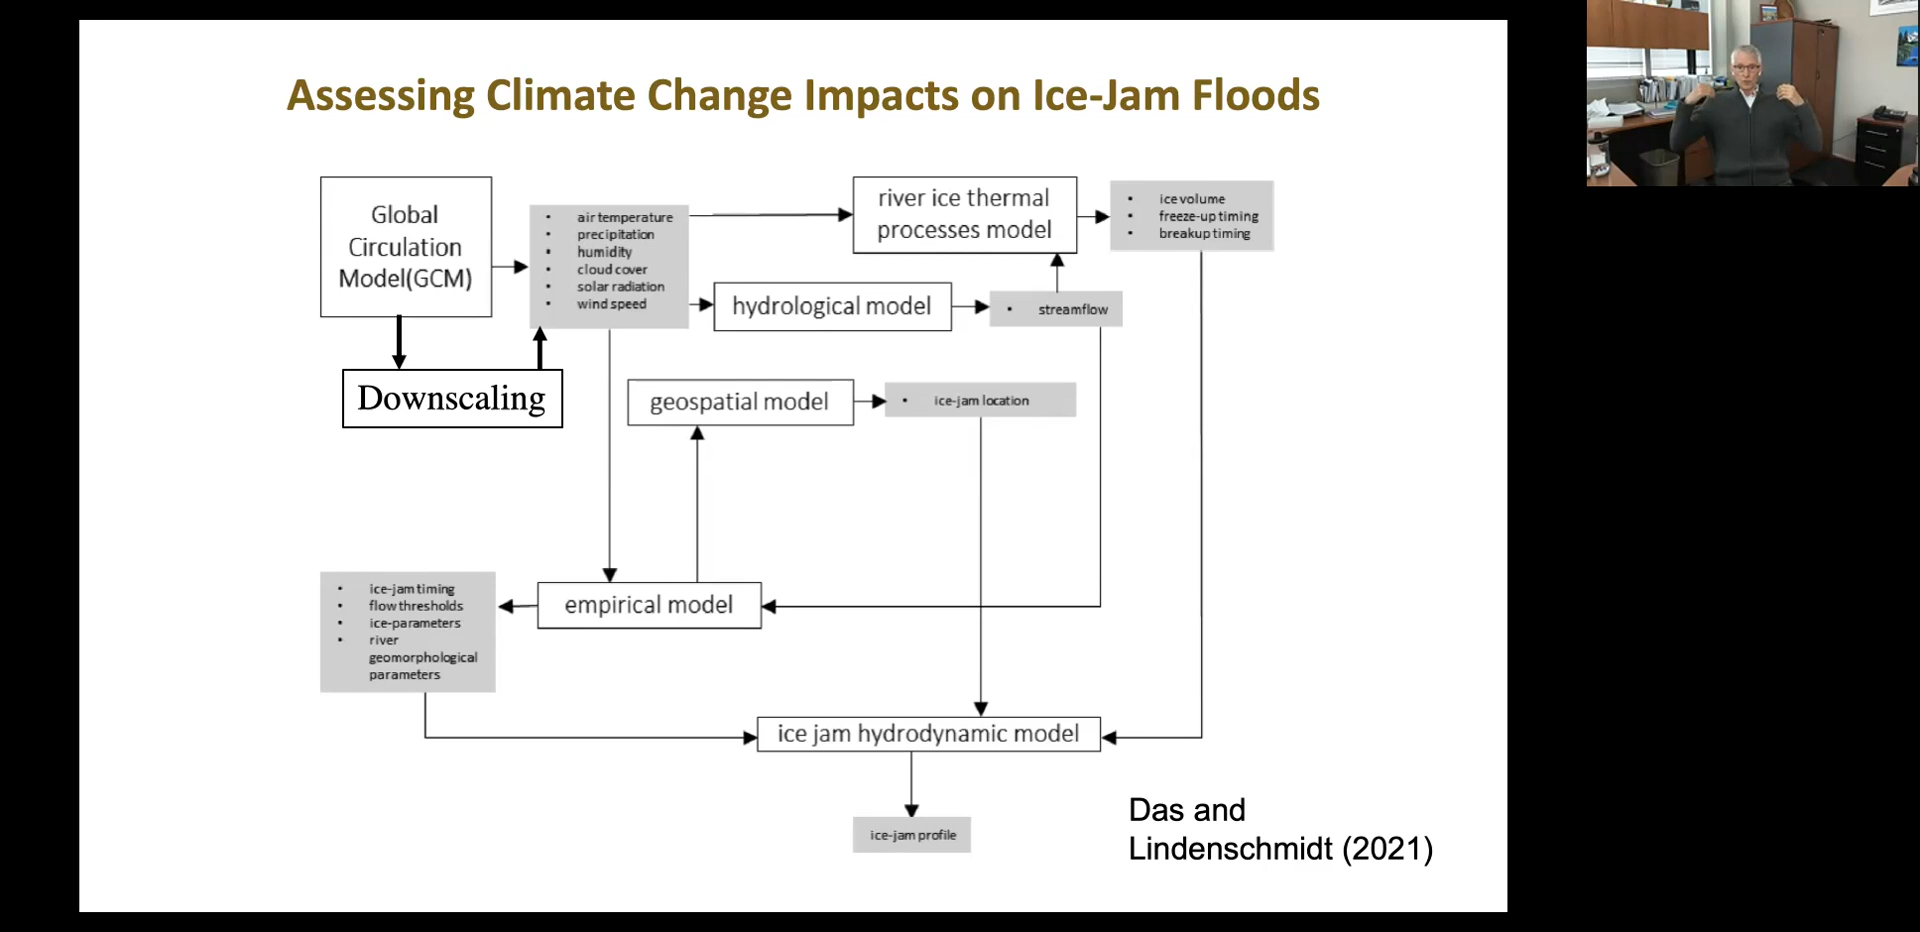 Assessing Climate Change Impacts on Ice-Jam Floods
Global
Circulation
Model(GCM)
• air temperature
• precipitation
• humidity
• cloud cover
• solar radiation
• wind speed
river ice thermal
processes model
• ice volume
• freeze-up timing
• breakup timing
hydrological model
• streamflow
Downscaling
geospatial model
• ice-jam location
• ice-jam timing
• flow thresholds
• ice-parameters
• river
geomorphological
parameters
empirical model
ice jam hydrodynamic model
ice-jam profile
Das and
Lindenschmidt (2021)